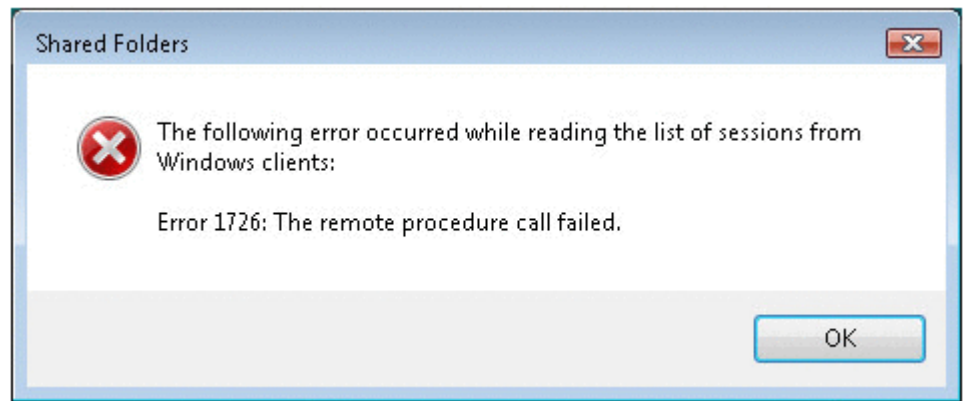 Shared Folders
The following error occurred while reading the list of sessions from
Windows clients:
Error 1726: The remote procedure call failed.
OK